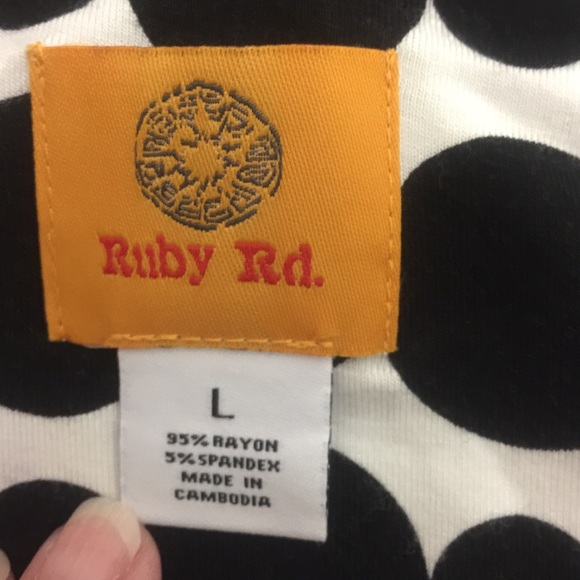 Ruby Rd.
L
95% RAYON
5% SPANDEX
MADE IN
CAMBODIA